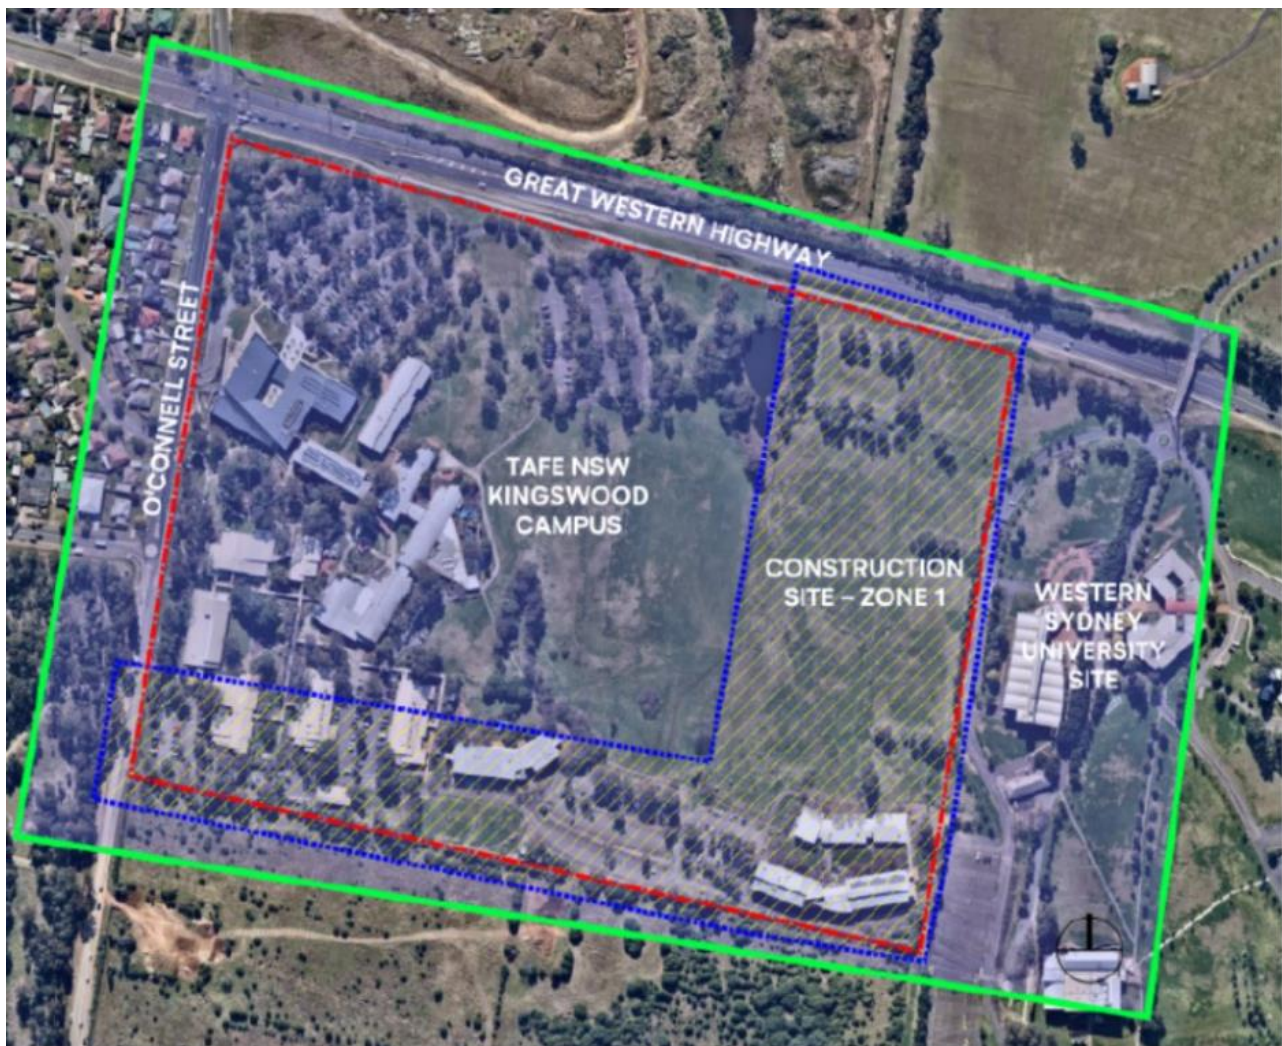 GREAT WESTERN HIGHWAY
O'CONNELL STREET
TAFE NSW
KINGSWOOD
CAMPUS
CONSTRUCTION
SITE – ZONE 1
WESTERN
SYDNEY
UNIVERSITY
SITE